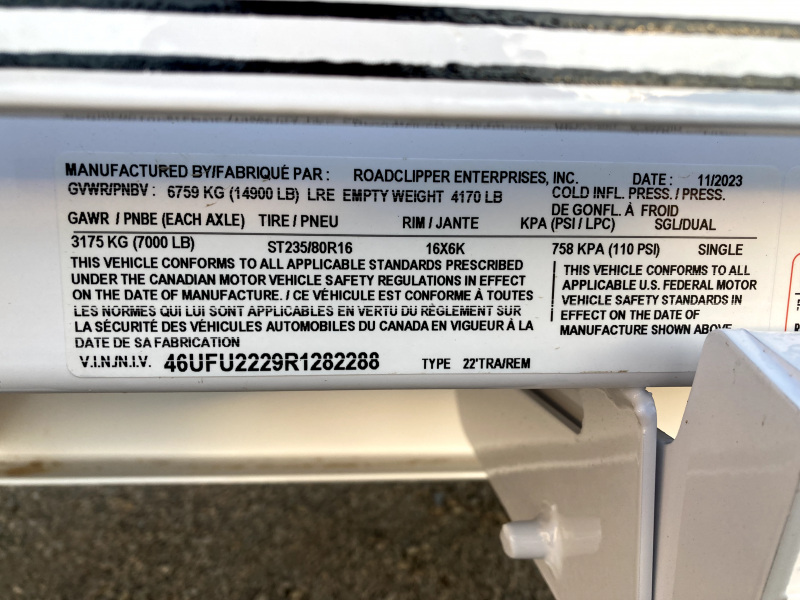 MANUFACTURED BY/FABRIQUÉ PAR : ROADCLIPPER ENTERPRISES, INC. DATE : 11/2023
GVWR/PNBV : 6759 KG (14900 LB) LRE EMPTY WEIGHT 4170 LB COLD INFL. PRESS./ PRESS.
DE GONFL. À FROID
GAWR / PNBE (EACH AXLE) TIRE / PNEU RIM / JANTE KPA (PSI / LPC) SGL/DUAL
3175 KG (7000 LB) ST235/80R16 16X6K 758 KPA (110 PSI) SINGLE
THIS VEHICLE CONFORMS TO ALL APPLICABLE STANDARDS PRESCRIBED
UNDER THE CANADIAN MOTOR VEHICLE SAFETY REGULATIONS IN EFFECT
ON THE DATE OF MANUFACTURE. / CE VÉHICULE EST CONFORME À TOUTES
LES NORMES QUI LUI SONT APPLICABLES EN VERTU DU RÈGLEMENT SUR
LA SÉCURITÉ DES VÉHICULES AUTOMOBILES DU CANADA EN VIGUEUR À LA
DATE DE SA FABRICATION
THIS VEHICLE CONFORMS TO ALL
APPLICABLE U.S. FEDERAL MOTOR
VEHICLE SAFETY STANDARDS IN
EFFECT ON THE DATE OF
MANUFACTURE SHOWN ABOVE
V.I.N./N.I.V. 46UFU2229R1282288 TYPE 22'TRA/REM